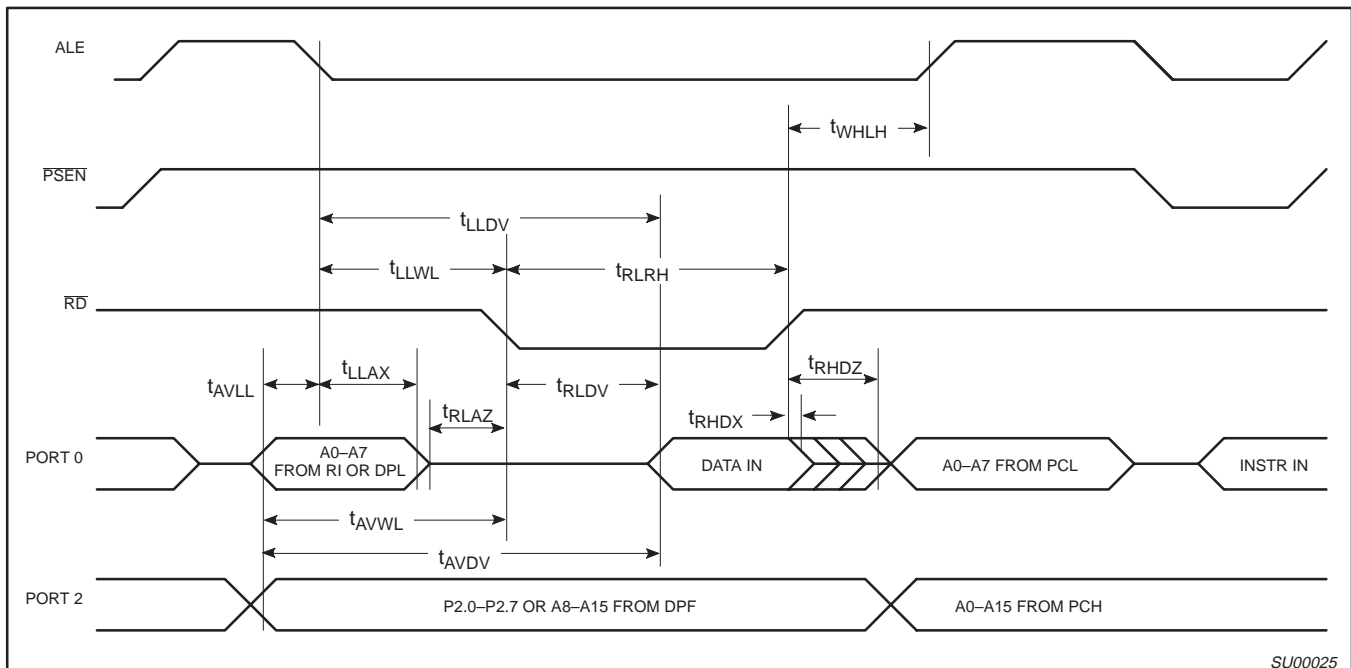 ALE
tWHLH
PSEN
tLLDV
tLLWL
tRLRH
RD
tAVLL
tLLAX
tRLAZ
tRLDV
tRHDZ
tRHDX
PORT 0
A0–A7
FROM RI OR DPL
DATA IN
A0–A7 FROM PCL
INSTR IN
tAVWL
tAVDV
PORT 2
P2.0–P2.7 OR A8–A15 FROM DPF
A0–A15 FROM PCH
SU00025